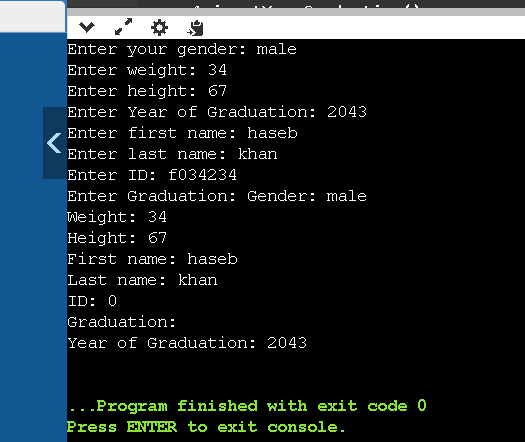 Enter your gender: male
Enter weight: 34
Enter height: 67
Enter Year of Graduation: 2043
Enter first name: haseb
Enter last name: khan
Enter ID: f034234
Enter Graduation: Gender: male
Weight: 34
Height: 67
First name: haseb
Last name: khan
ID: 0
Graduation:
Year of Graduation: 2043
...Program finished with exit code 0
Press ENTER to exit console.